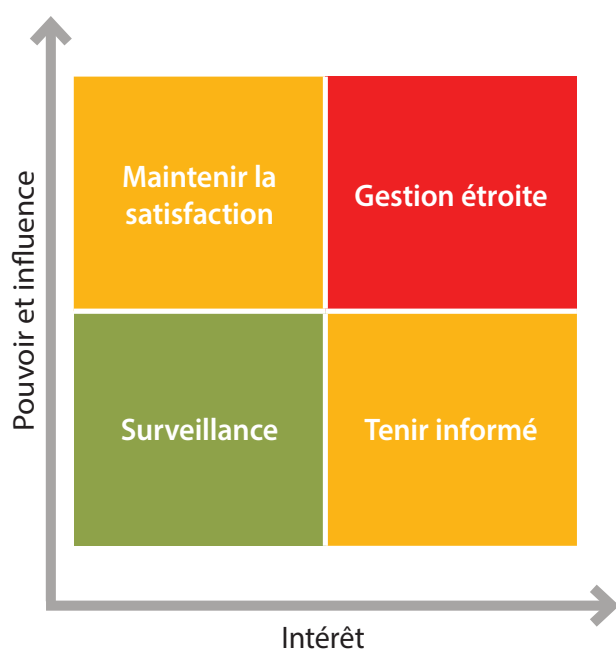 Pouvoir et influence
Maintenir la
satisfaction
Gestion étroite
Surveillance
Tenir informé
Intérêt